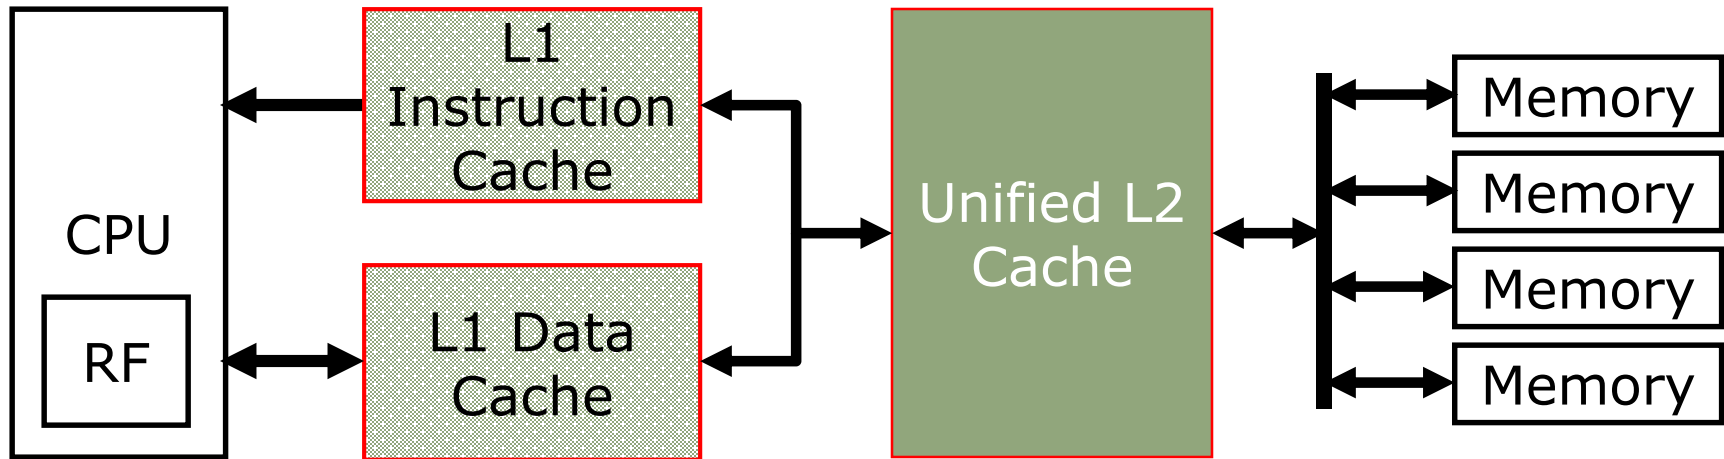 CPU
RF
L1
Instruction
Cache
L1 Data
Cache
Unified L2
Cache
Memory
Memory
Memory
Memory